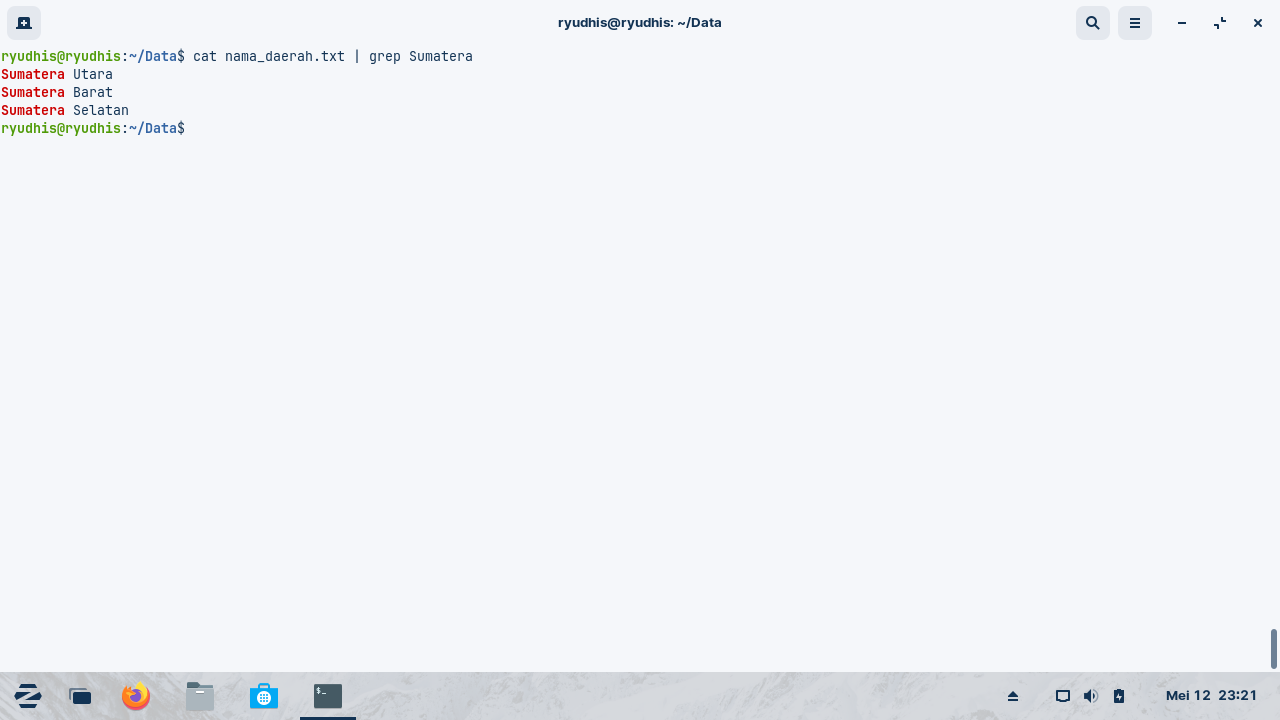 ryudhis@ryudhis: ~/Data
ryudhis@ryudhis:~/Data$ cat nama_daerah.txt | grep Sumatera
Sumatera Utara
Sumatera Barat
Sumatera Selatan
ryudhis@ryudhis:~/Data$
$_
Mei 12 23:21